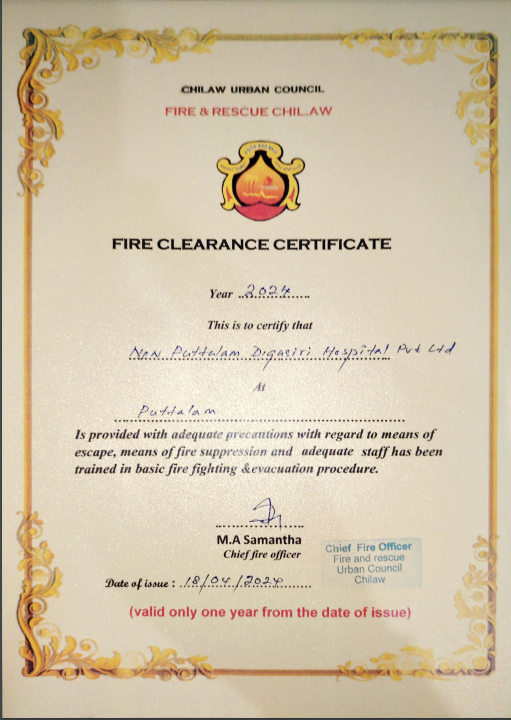 CHILAW URBAN COUNCIL
FIRE & RESCUE CHIL.AW
FIRE CLEARANCE CERTIFICATE
Year ..2024......
This is to certify that
New Puttalam Digasiri Hospital Pvt Ltd
At
Puttalam
Is provided with adequate precautions with regard to means of
escape, means of fire suppression and adequate staff has been
trained in basic fire fighting &evacuation procedure.
M.A Samantha
Chief fire officer
Chief Fire Officer
Fire and rescue
Urban Council
Chilaw
Date of issue : 18/04/2024
(valid only one year from the date of issue)